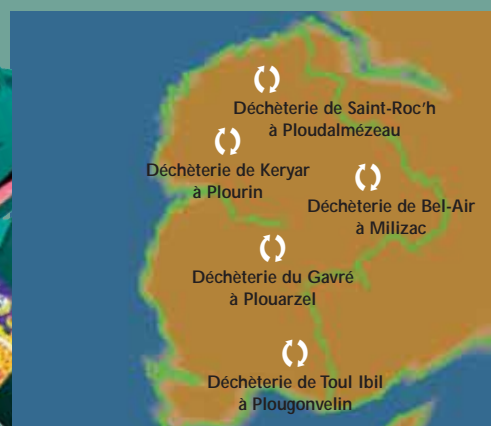 Déchèterie de Saint-Roc'h
à Ploudalmézeau
Déchèterie de Keryar
à Plourin
Déchèterie de Bel-Air
à Milizac
Déchèterie du Gavré
à Plouarzel
Déchèterie de Toul Ibil
à Plougonvelin